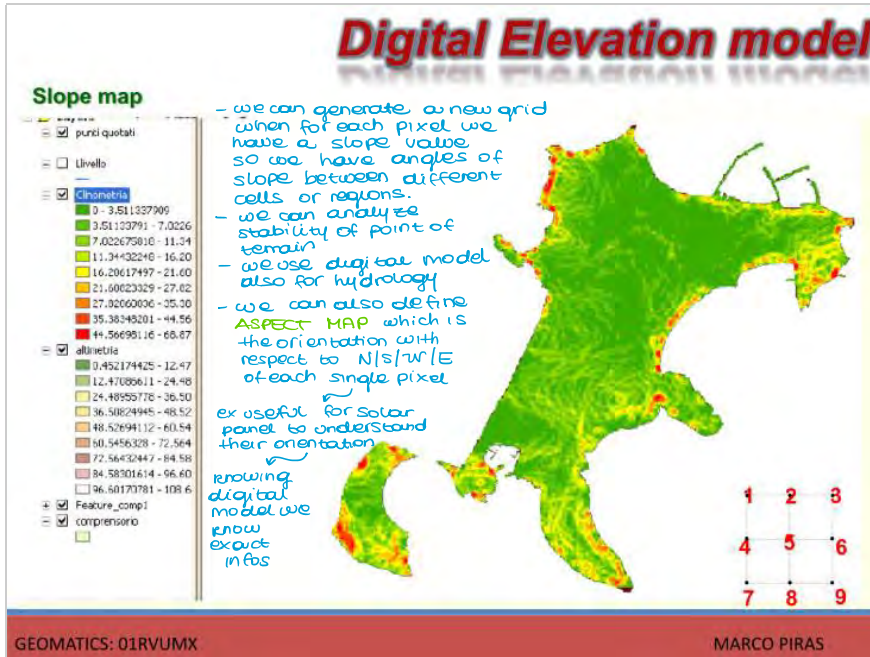 Digital Elevation model
Slope map
punti quotati
Livello
Clinometria
0 - 3.511337909
3.51133791 - 7.0226
7.022675818 - 11.34
11.34432248 - 16.20
16.20617497 - 21.60
21.60823329 - 27.82
27.82060036 - 35.38
35.38348201 - 44.56
44.56698116 - 68.87
altimetria
0.452174425 - 12.47
12.47086611 - 24.48
24.48955778 - 36.50
36.50824945 - 48.52
48.52694112 - 60.54
60.5456328 - 72.564
72.56432447 - 84.58
84.58301614 - 96.60
96.60170781 - 108.6
Feature_comp1
comprensorio
- we can generate a new grid
when for each pixel we
have a slope value
so we have angles of
slope between different
cells or regions.
- we can analyze
stability of point of
terrain
- we use digital model
also for hydrology
- we can also define
ASPECT MAP which is
the orientation with
respect to N/S/W/E
of each single pixel
ex useful for solar
panel to understand
their orientation
knowing
digital
model we
know
exact
infos
1 2 3
4 5 6
7 8 9
GEOMATICS: 01RVUMX
MARCO PIRAS